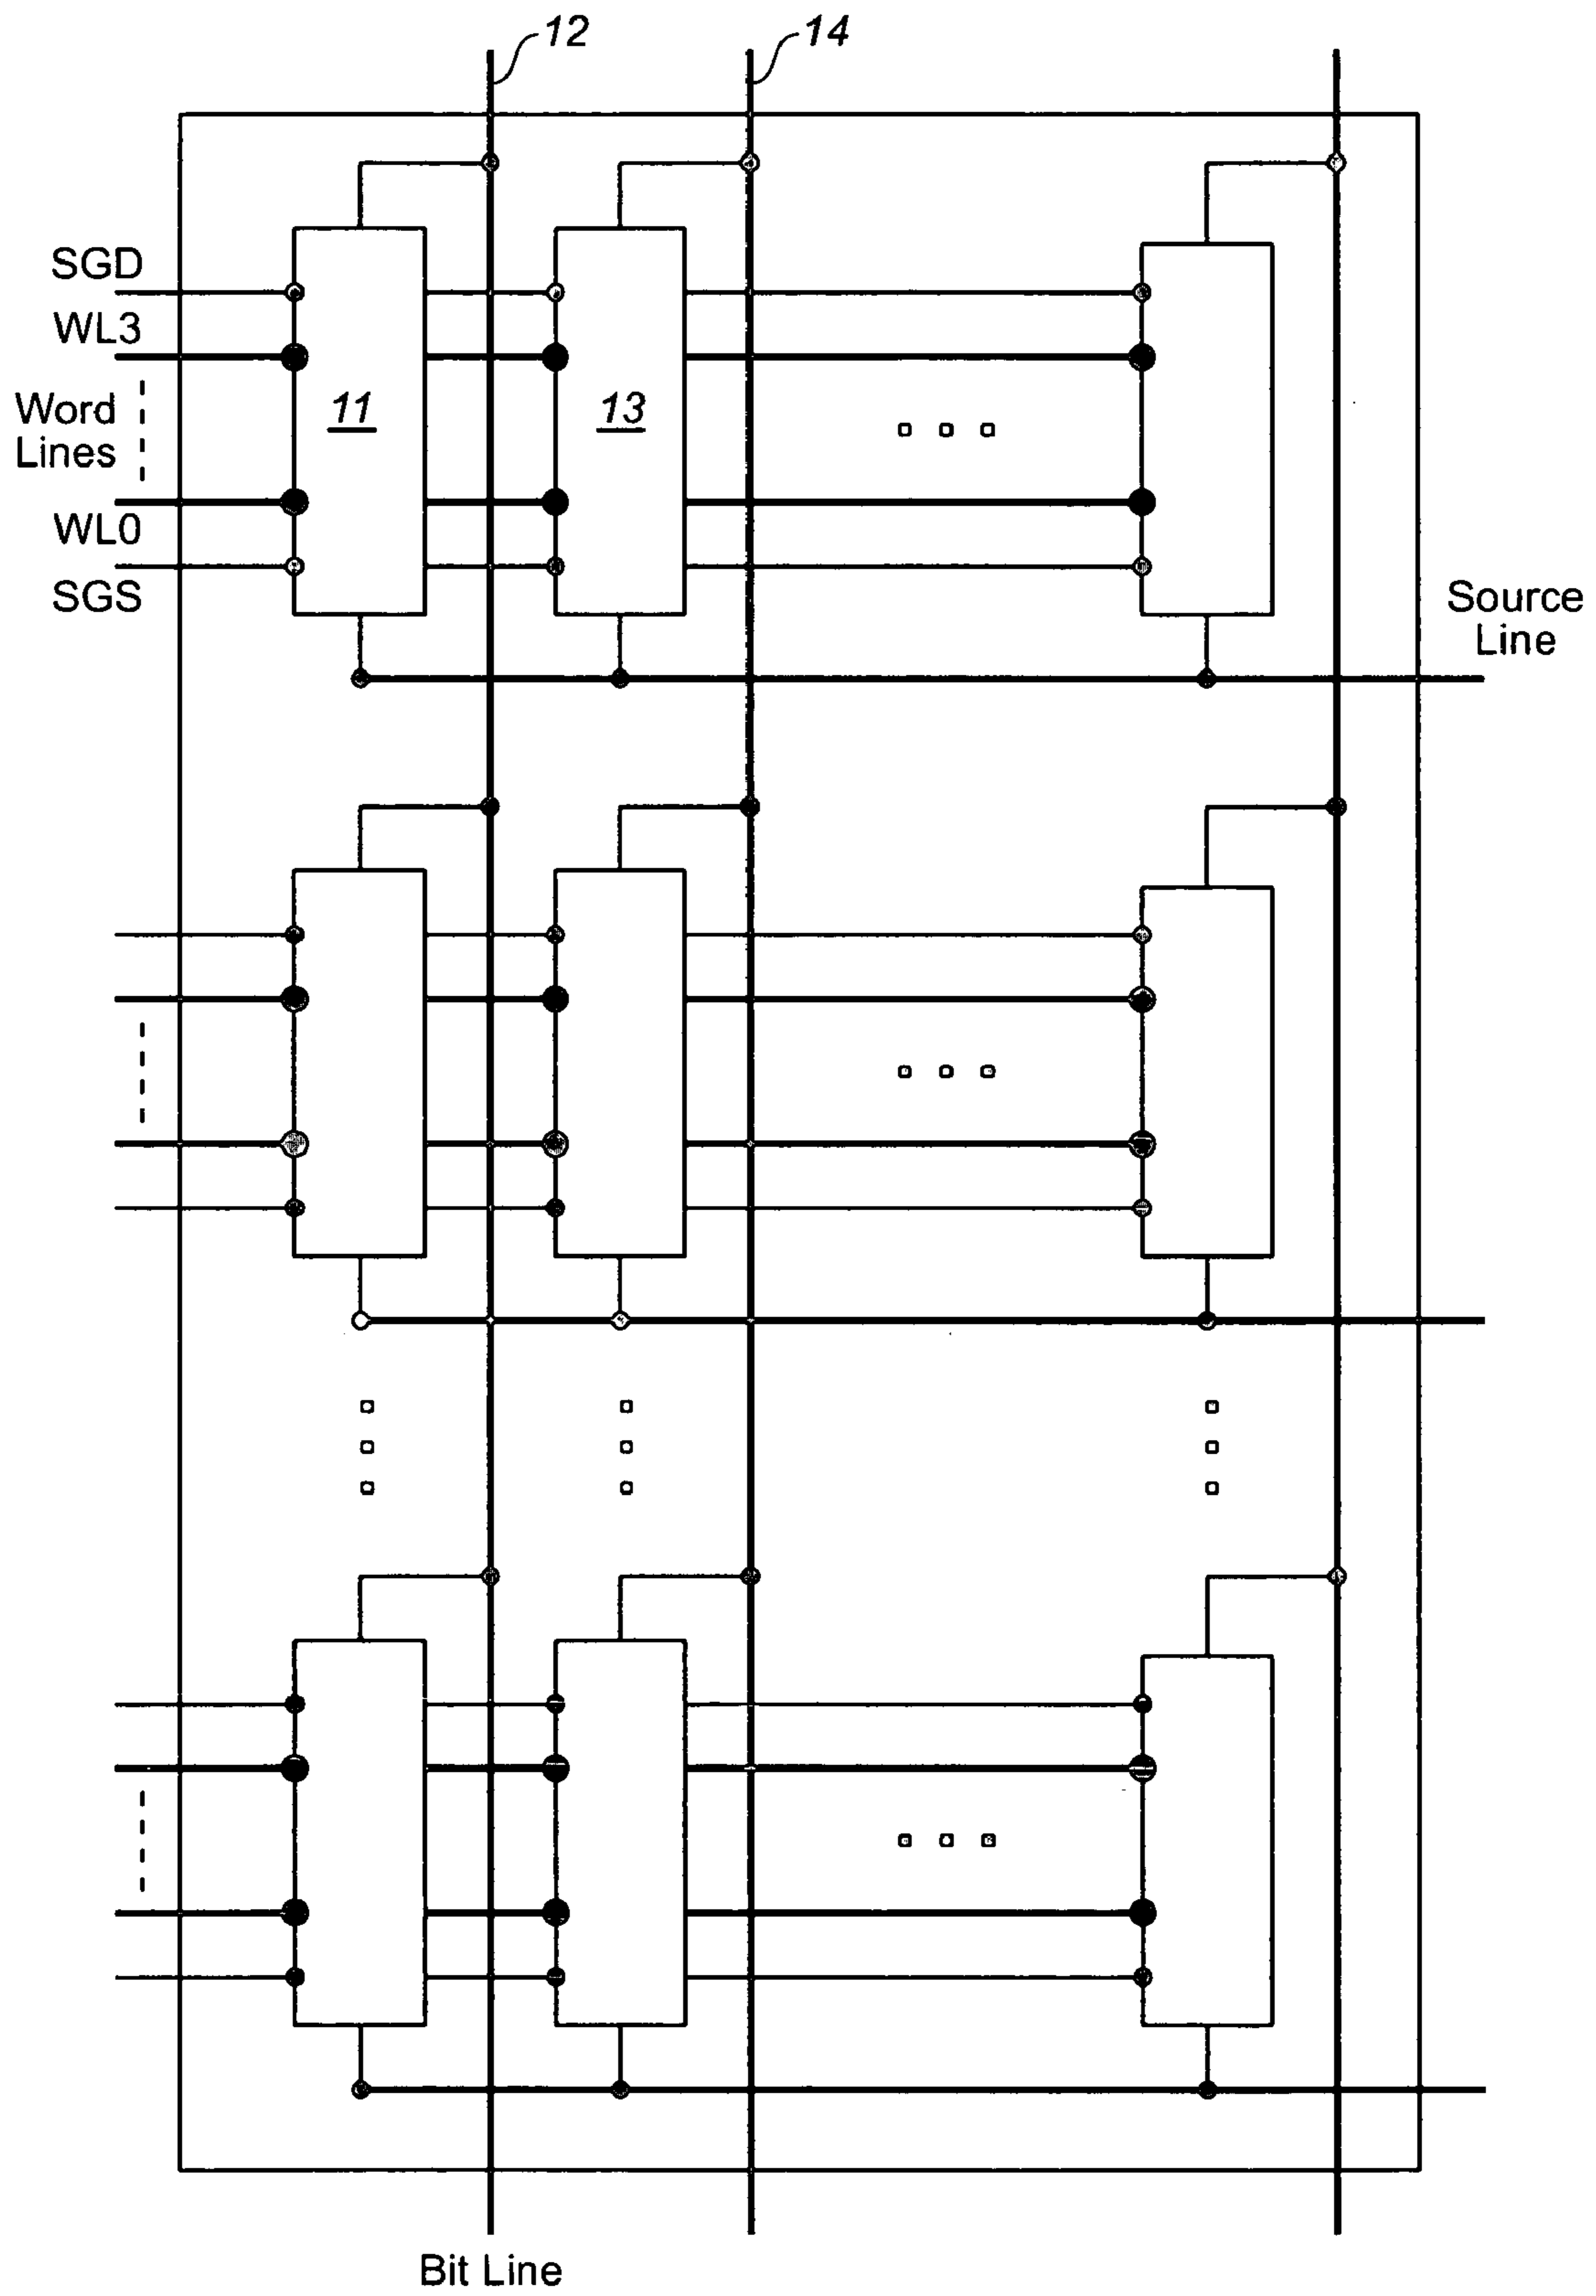 12
14
SGD
WL3
Word
Lines
11
13
WL0
SGS
Source
Line
Bit Line